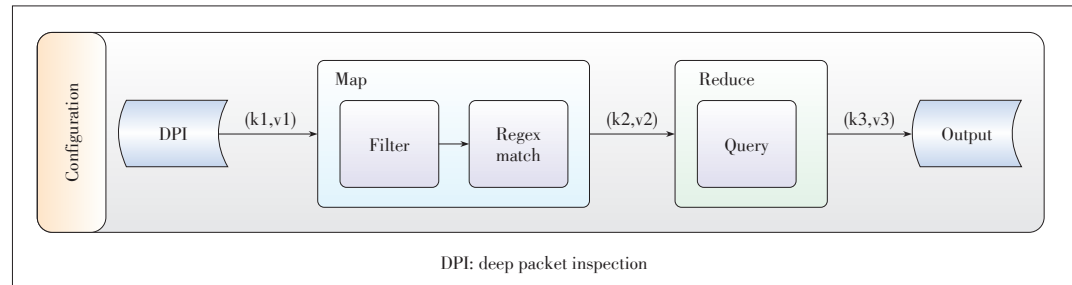 Configuration
DPI
(k1,v1)
Map
Filter
Regex
match
(k2,v2)
Reduce
Query
(k3,v3)
Output
DPI: deep packet inspection